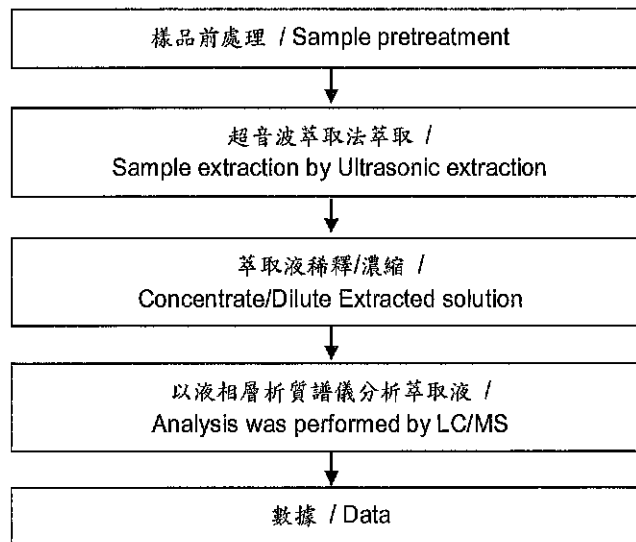 樣品前處理 / Sample pretreatment
超音波萃取法萃取 /
Sample extraction by Ultrasonic extraction
萃取液稀釋/濃縮 /
Concentrate/Dilute Extracted solution
以液相層析質譜儀分析萃取液 /
Analysis was performed by LC/MS
數據 / Data